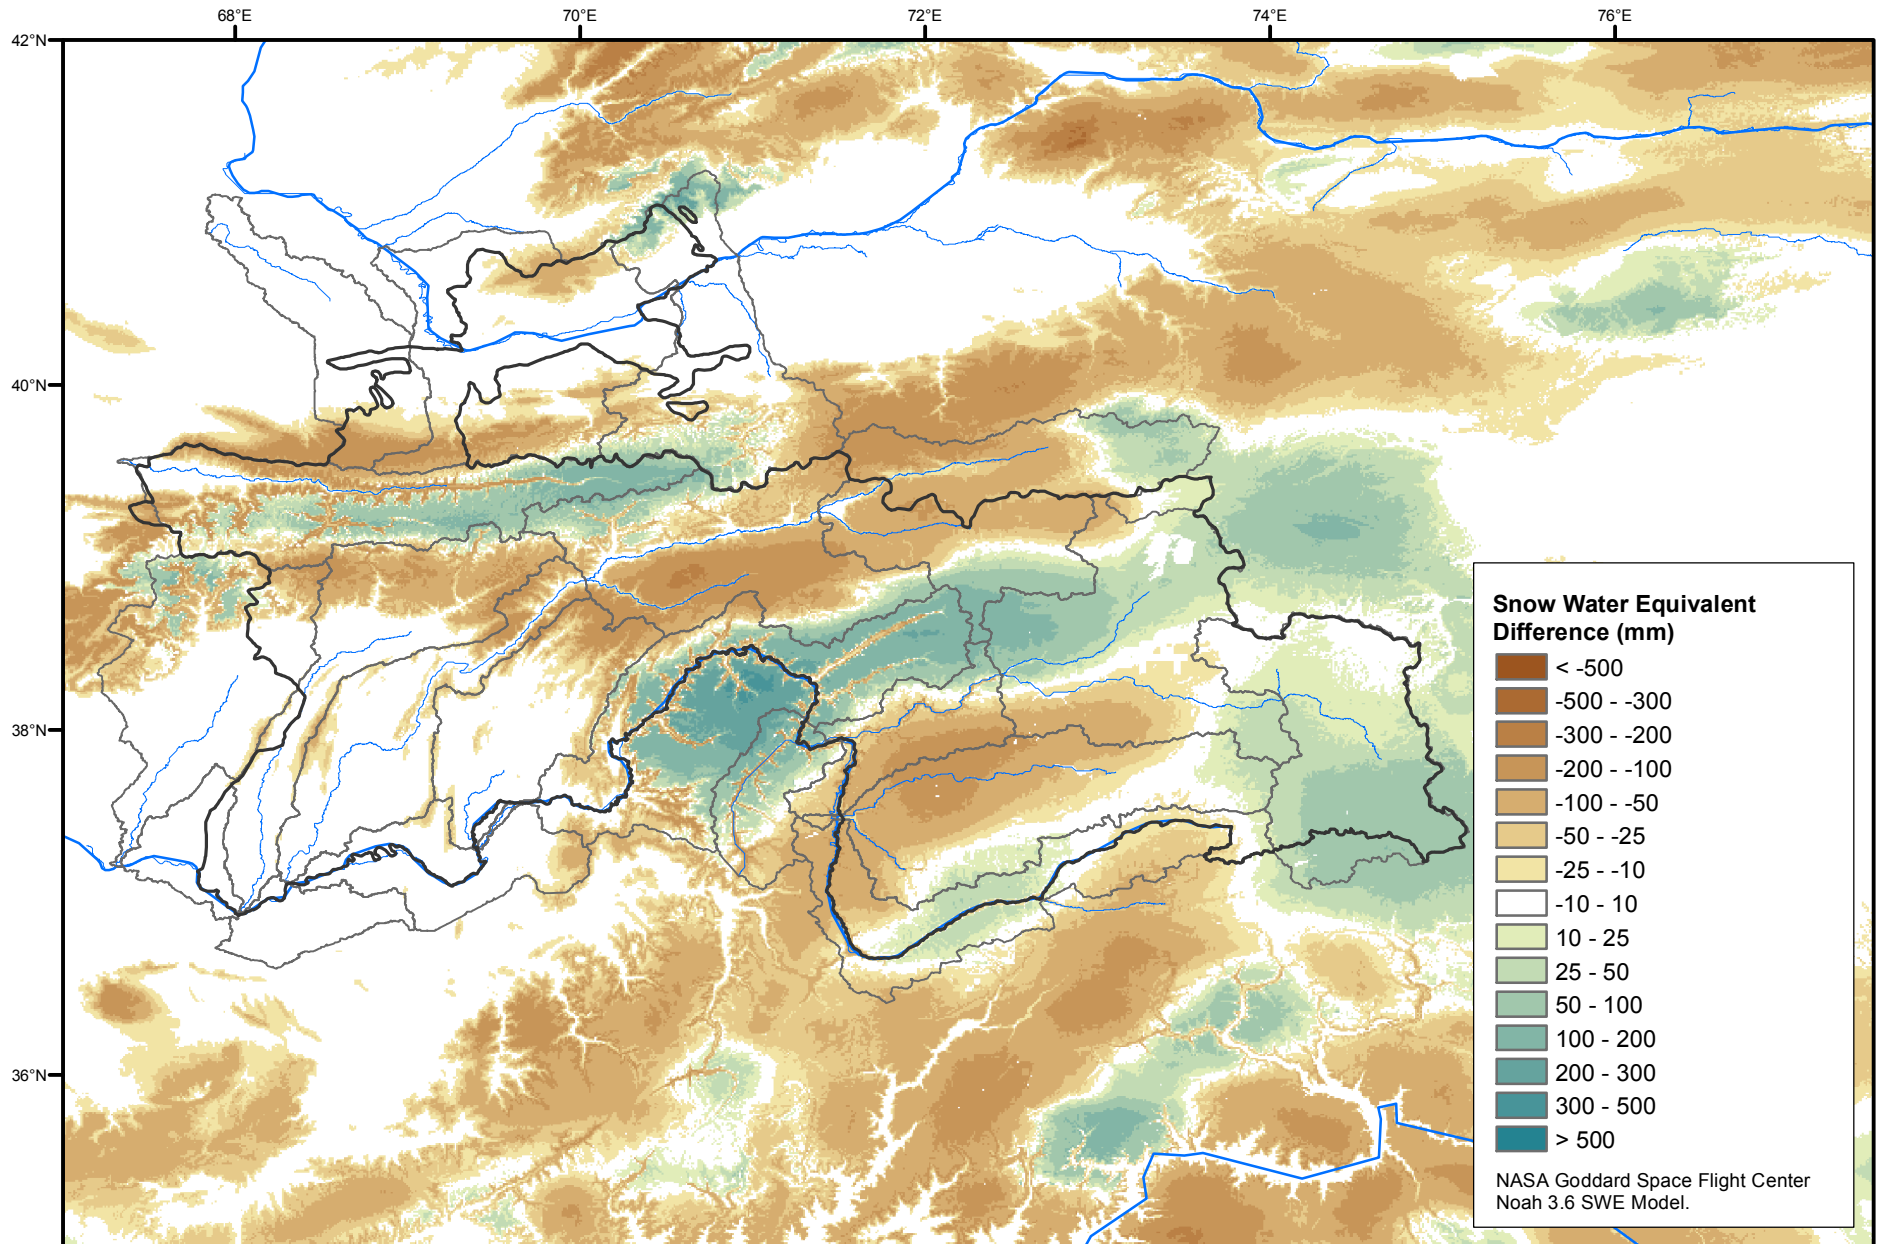 68°E 70°E 72°E 74°E 76°E
42°N
40°N
38°N
36°N
Snow Water Equivalent
Difference (mm)
< -500
-500 - -300
-300 - -200
-200 - -100
-100 - -50
-50 - -25
-25 - -10
-10 - 10
10 - 25
25 - 50
50 - 100
100 - 200
200 - 300
300 - 500
> 500
NASA Goddard Space Flight Center
Noah 3.6 SWE Model.